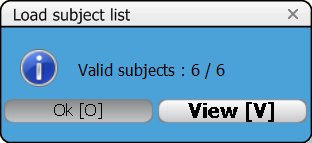 Load subject list
Valid subjects : 6 / 6
Ok [O] View [V]